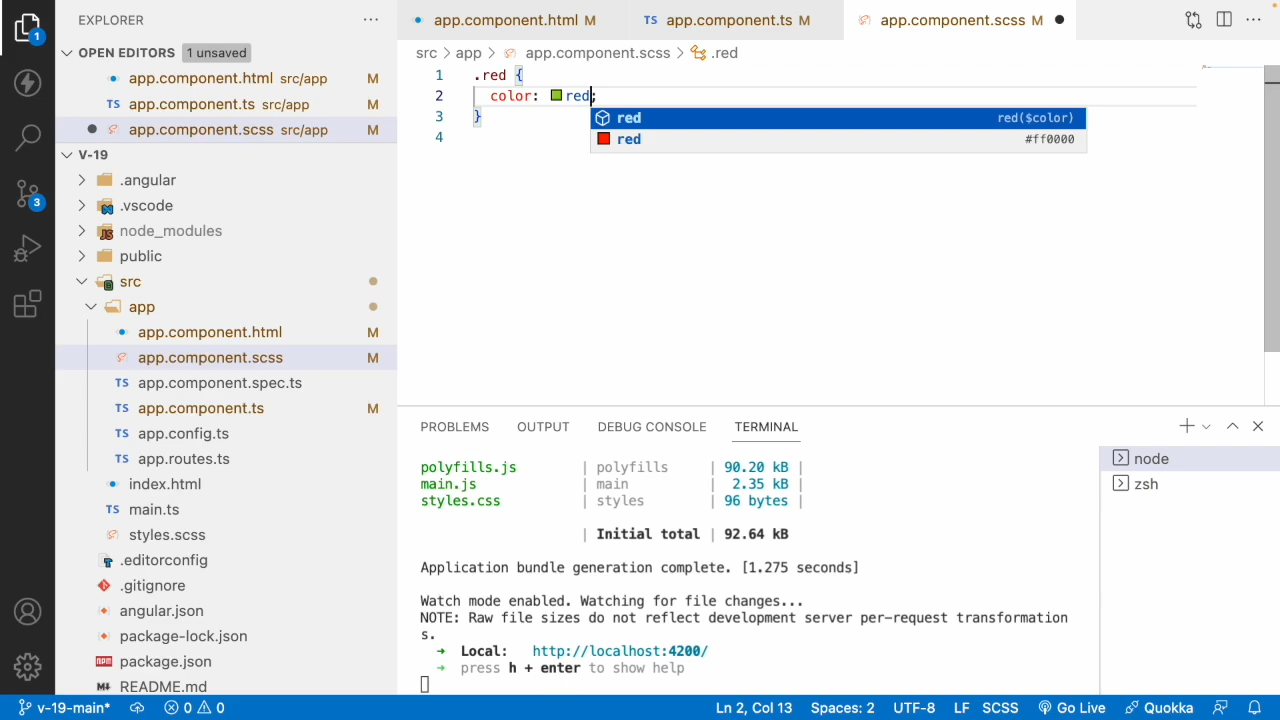 EXPLORER
OPEN EDITORS 1 unsaved
app.component.html src/app M
app.component.ts src/app M
app.component.scss src/app M
V-19
.angular
.vscode
node_modules
public
src
app
app.component.html M
app.component.scss M
app.component.spec.ts
app.component.ts M
app.config.ts
app.routes.ts
index.html
main.ts
styles.scss
.editorconfig
.gitignore
angular.json
package-lock.json
package.json
README.md
1
3
app.component.html M
TS app.component.ts M
app.component.scss M
src > app > app.component.scss > .red
1 .red {
2 color: red;
3 }
4
red red($color)
red #ff0000
PROBLEMS OUTPUT DEBUG CONSOLE TERMINAL
polyfills.js | polyfills | 90.20 kB |
main.js | main | 2.35 kB |
styles.css | styles | 96 bytes |
| Initial total | 92.64 kB
Application bundle generation complete. [1.275 seconds]
Watch mode enabled. Watching for file changes...
NOTE: Raw file sizes do not reflect development server per-request transformation
s.
➜ Local: http://localhost:4200/
➜ press h + enter to show help
node
zsh
v-19-main* 0 0 Ln 2, Col 13 Spaces: 2 UTF-8 LF SCSS Go Live Quokka